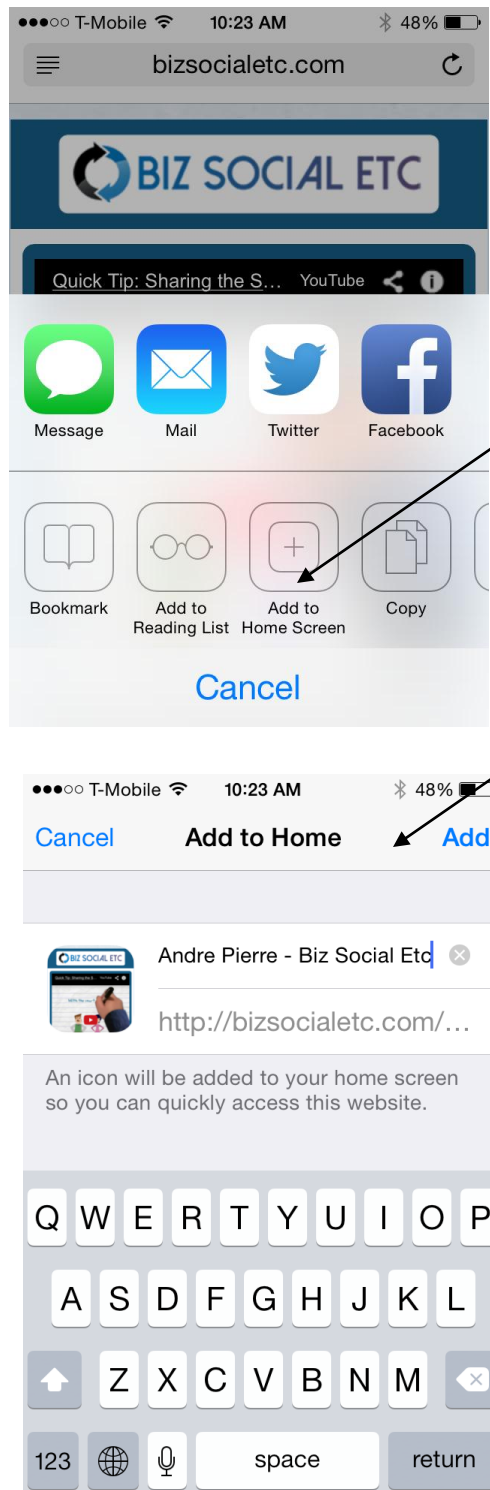 T-Mobile 10:23 AM 48%
bizsocialetc.com
BIZ SOCIAL ETC
Quick Tip: Sharing the S... YouTube
Message Mail Twitter Facebook
Bookmark Add to Reading List Add to Home Screen Copy
Cancel
T-Mobile 10:23 AM 48%
Cancel Add to Home Add
BIZ SOCIAL ETC
Andre Pierre - Biz Social Etc
http://bizsocialetc.com/...
An icon will be added to your home screen
so you can quickly access this website.
Q W E R T Y U I O P
A S D F G H J K L
Z X C V B N M
123 space return